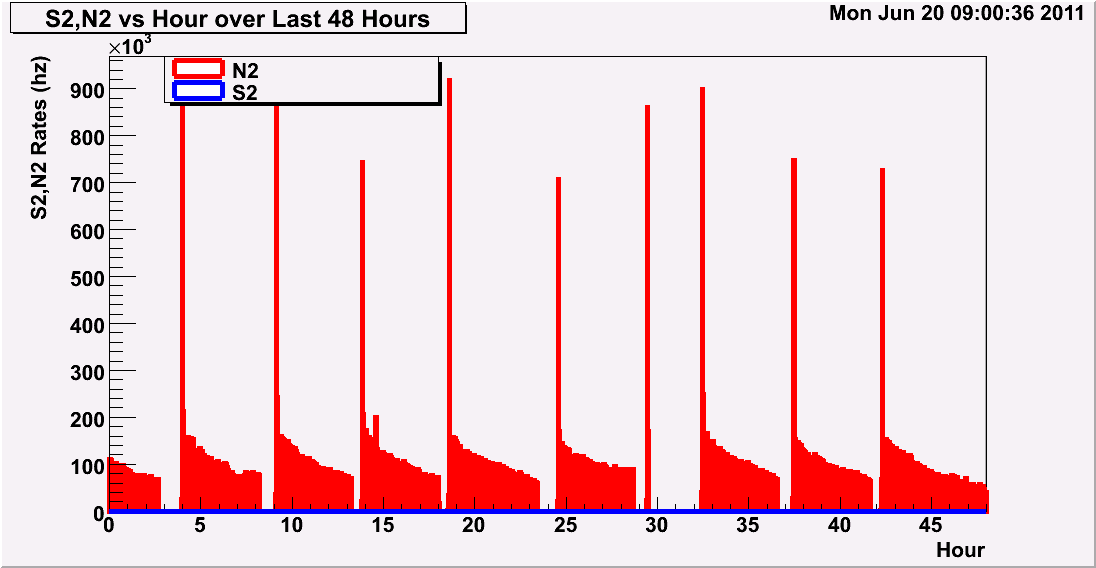 S2,N2 vs Hour over Last 48 Hours
Mon Jun 20 09:00:36 2011
×10³
S2,N2 Rates (hz)
N2
S2
900
800
700
600
500
400
300
200
100
0
0 5 10 15 20 25 30 35 40 45
Hour